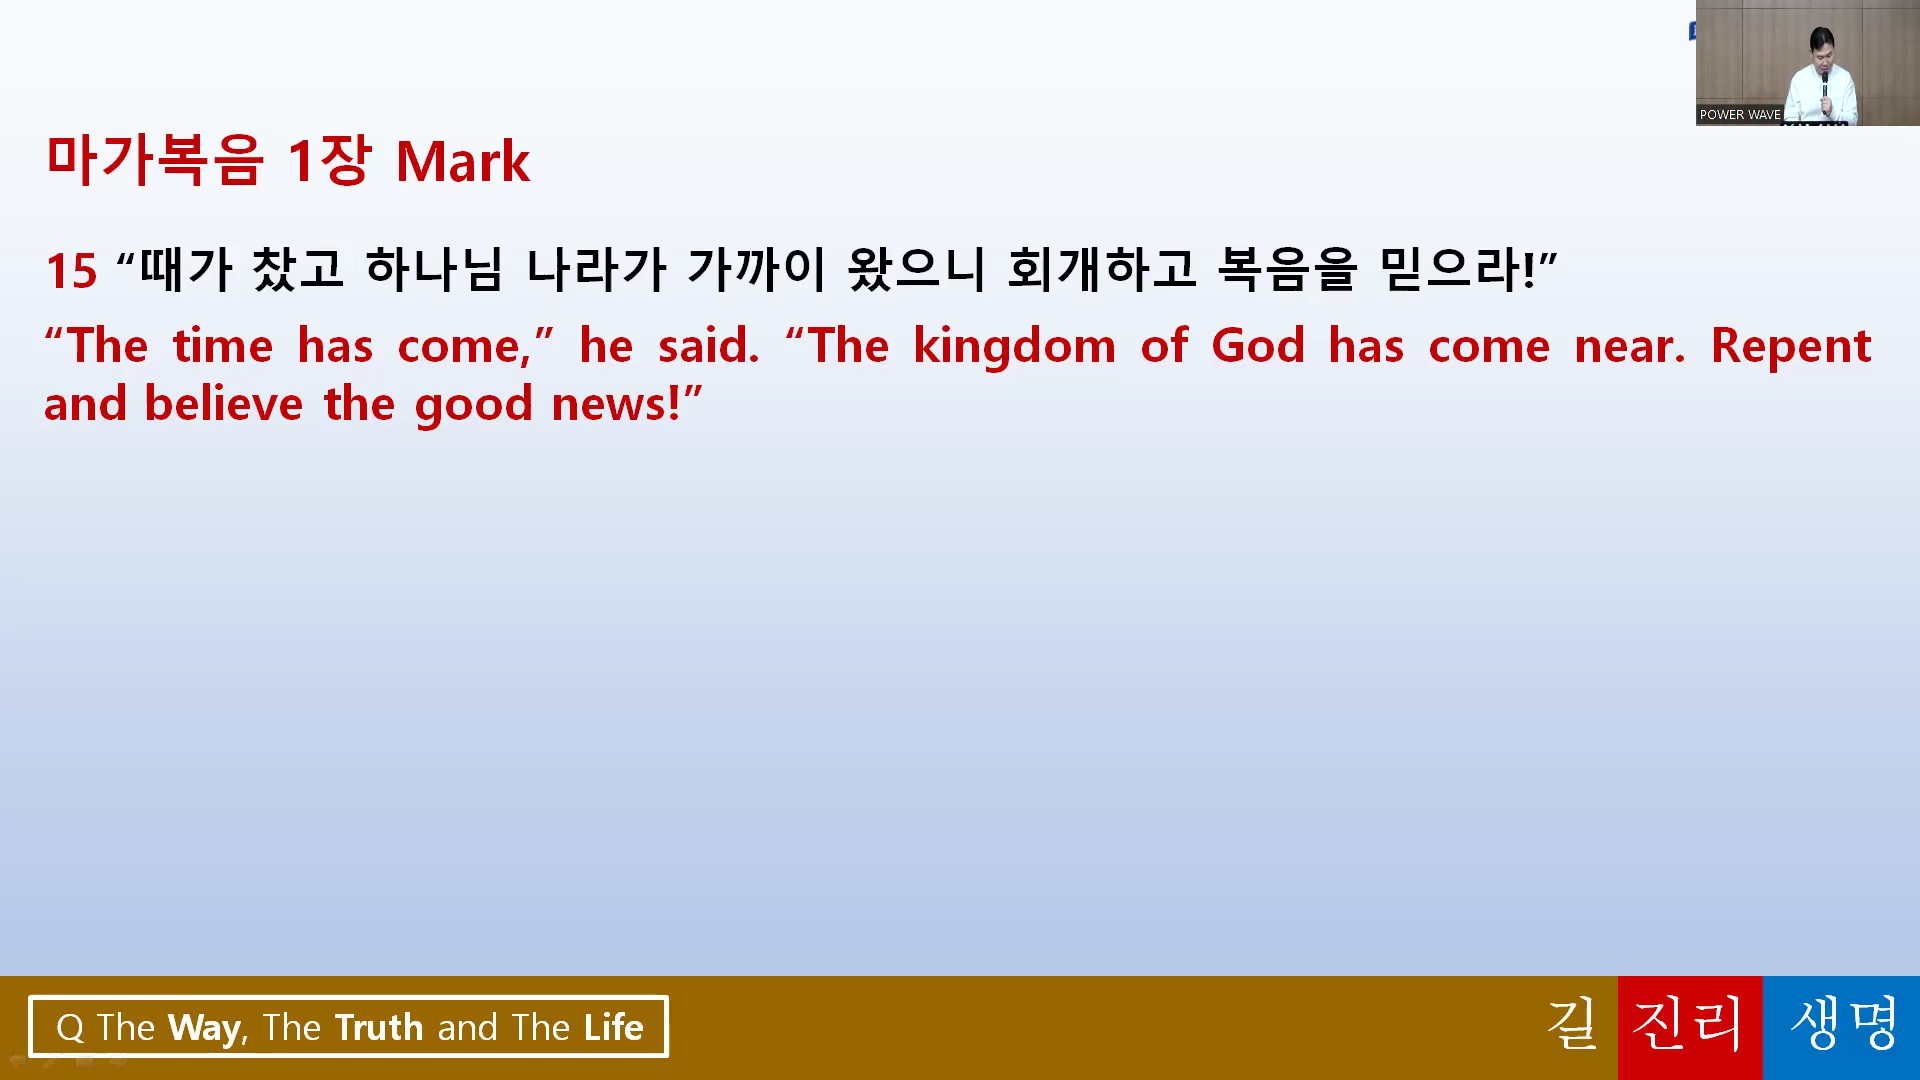 POWER WAVE
마가복음 1장 Mark
15 “때가 찼고 하나님 나라가 가까이 왔으니 회개하고 복음을 믿으라!”
“The time has come,” he said. “The kingdom of God has come near. Repent
and believe the good news!”
Q The Way, The Truth and The Life
길 진리 생명